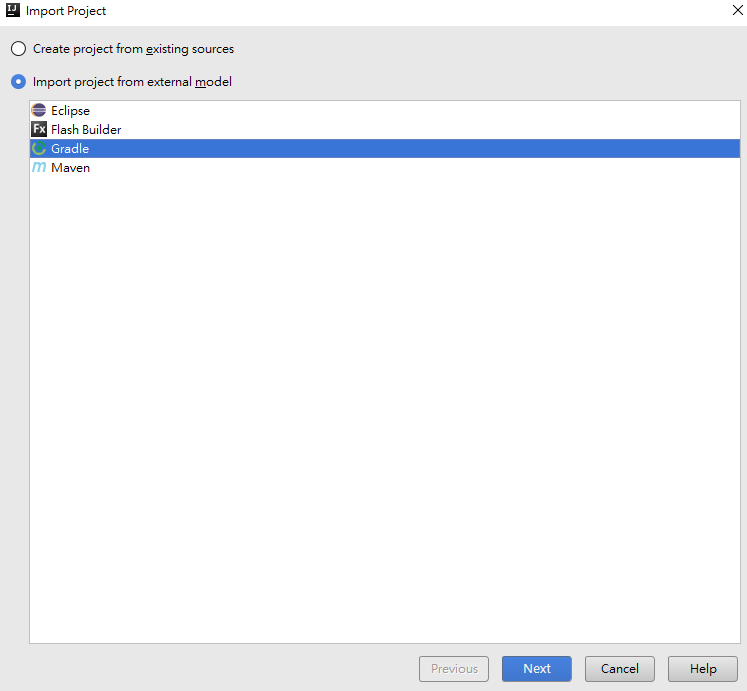 IJ Import Project
Create project from existing sources
Import project from external model
Eclipse
Fx Flash Builder
Gradle
m Maven
Previous Next Cancel Help